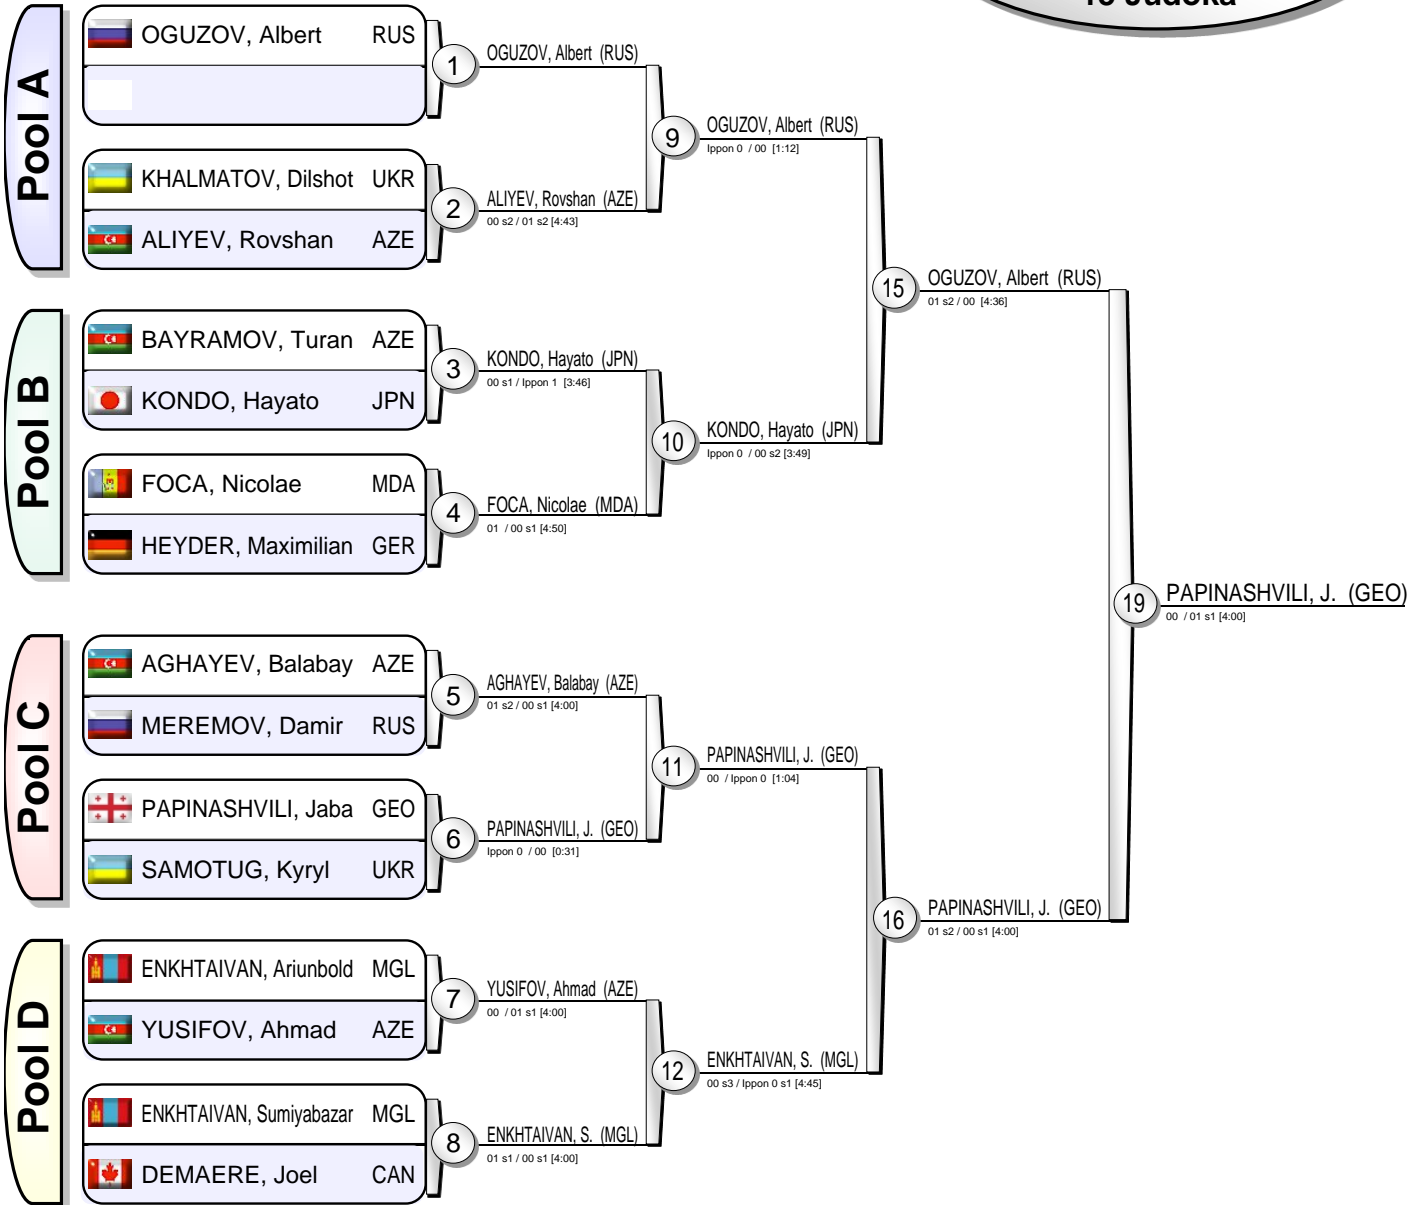 15 Judoka
Pool A
OGUZOV, Albert RUS
1
OGUZOV, Albert (RUS)
KHALMATOV, Dilshot UKR
ALIYEV, Rovshan AZE
2
ALIYEV, Rovshan (AZE)
00 s2 / 01 s2 [4:43]
9
OGUZOV, Albert (RUS)
Ippon 0 / 00 [1:12]
Pool B
BAYRAMOV, Turan AZE
KONDO, Hayato JPN
3
KONDO, Hayato (JPN)
00 s1 / Ippon 1 [3:46]
FOCA, Nicolae MDA
HEYDER, Maximilian GER
4
FOCA, Nicolae (MDA)
01 / 00 s1 [4:50]
10
KONDO, Hayato (JPN)
Ippon 0 / 00 s2 [3:49]
15
OGUZOV, Albert (RUS)
01 s2 / 00 [4:36]
Pool C
AGHAYEV, Balabay AZE
MEREMOV, Damir RUS
5
AGHAYEV, Balabay (AZE)
01 s2 / 00 s1 [4:00]
PAPINASHVILI, Jaba GEO
SAMOTUG, Kyryl UKR
6
PAPINASHVILI, J. (GEO)
Ippon 0 / 00 [0:31]
11
PAPINASHVILI, J. (GEO)
00 / Ippon 0 [1:04]
Pool D
ENKHTAIVAN, Ariunbold MGL
YUSIFOV, Ahmad AZE
7
YUSIFOV, Ahmad (AZE)
00 / 01 s1 [4:00]
ENKHTAIVAN, Sumiyabazar MGL
DEMAERE, Joel CAN
8
ENKHTAIVAN, S. (MGL)
01 s1 / 00 s1 [4:00]
12
ENKHTAIVAN, S. (MGL)
00 s3 / Ippon 0 s1 [4:45]
16
PAPINASHVILI, J. (GEO)
01 s2 / 00 s1 [4:00]
19
PAPINASHVILI, J. (GEO)
00 / 01 s1 [4:00]